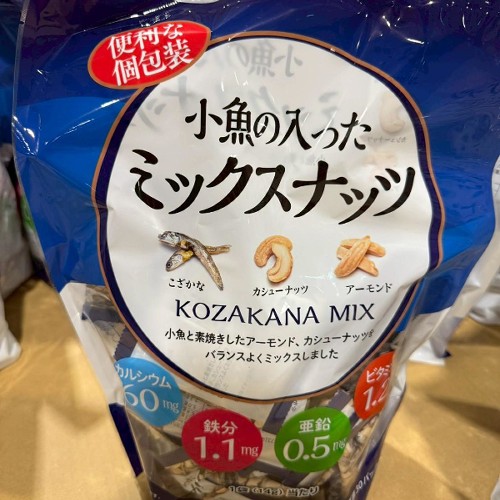 便利な
個包装
小魚の入った
ミックスナッツ
こざかな
カシューナッツ
アーモンド
KOZAKANA MIX
小魚と素焼きしたアーモンド、カシューナッツを
バランスよくミックスしました
カルシウム
60mg
鉄分
1.1mg
亜鉛
0.5mg
ビタミ
1.2